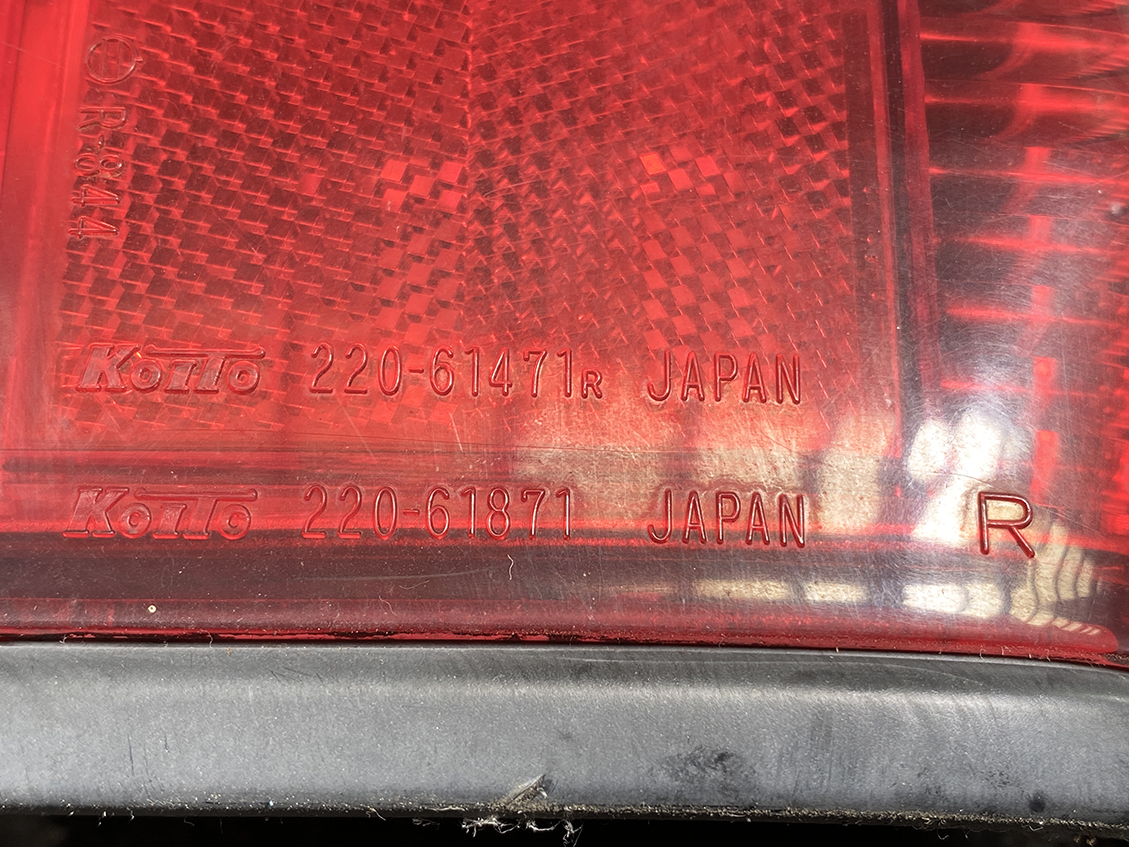 R-844
KOITO 220-61471R JAPAN
KOITO 220-61871 JAPAN R